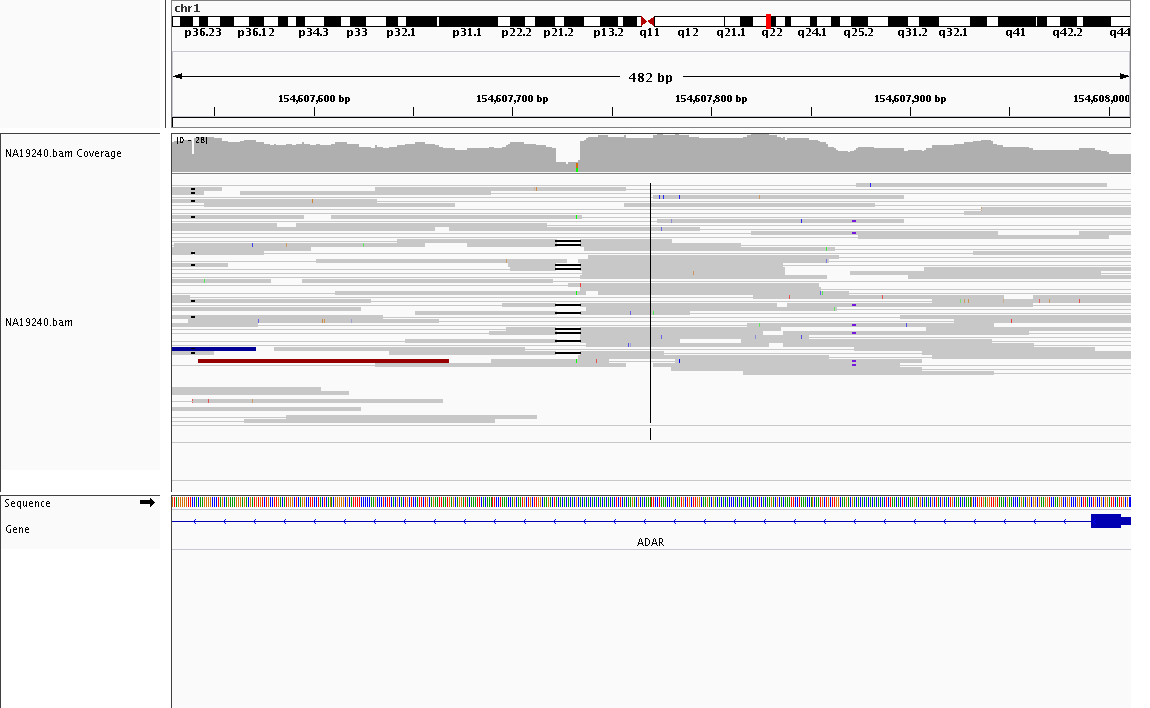 chr1
p36.23 p36.12 p34.3 p33 p32.1 p31.1 p22.2 p21.2 p13.2 q11 q12 q21.1 q22 q24.1 q25.2 q31.2 q32.1 q41 q42.2 q44
482 bp
154,607,600 bp 154,607,700 bp 154,607,800 bp 154,607,900 bp 154,608,000
NA19240.bam Coverage
[0 - 28]
NA19240.bam
Sequence
Gene
ADAR